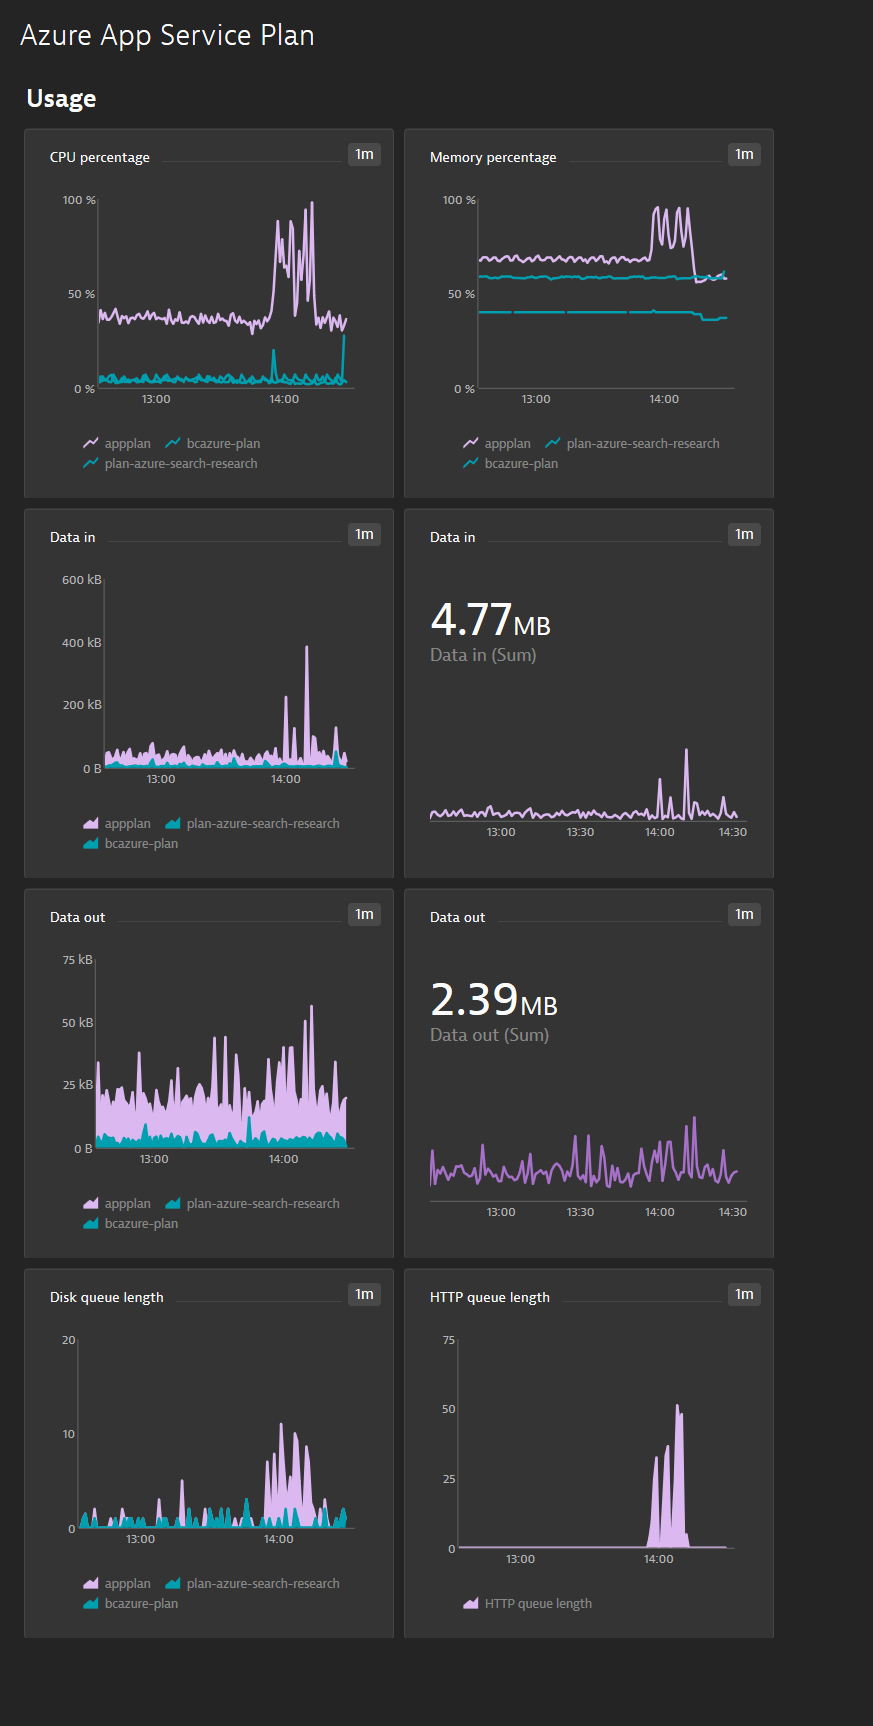 Azure App Service Plan
Usage
CPU percentage 1m
100 %
50 %
0 %
13:00 14:00
appplan bcazure-plan
plan-azure-search-research
Memory percentage 1m
100 %
50 %
0 %
13:00 14:00
appplan plan-azure-search-research
bcazure-plan
Data in 1m
600 kB
400 kB
200 kB
0 B
13:00 14:00
appplan plan-azure-search-research
bcazure-plan
Data in 1m
4.77MB
Data in (Sum)
13:00 13:30 14:00 14:30
Data out 1m
75 kB
50 kB
25 kB
0 B
13:00 14:00
appplan plan-azure-search-research
bcazure-plan
Data out 1m
2.39MB
Data out (Sum)
13:00 13:30 14:00 14:30
Disk queue length 1m
20
10
0
13:00 14:00
appplan plan-azure-search-research
bcazure-plan
HTTP queue length 1m
75
50
25
0
13:00 14:00
HTTP queue length